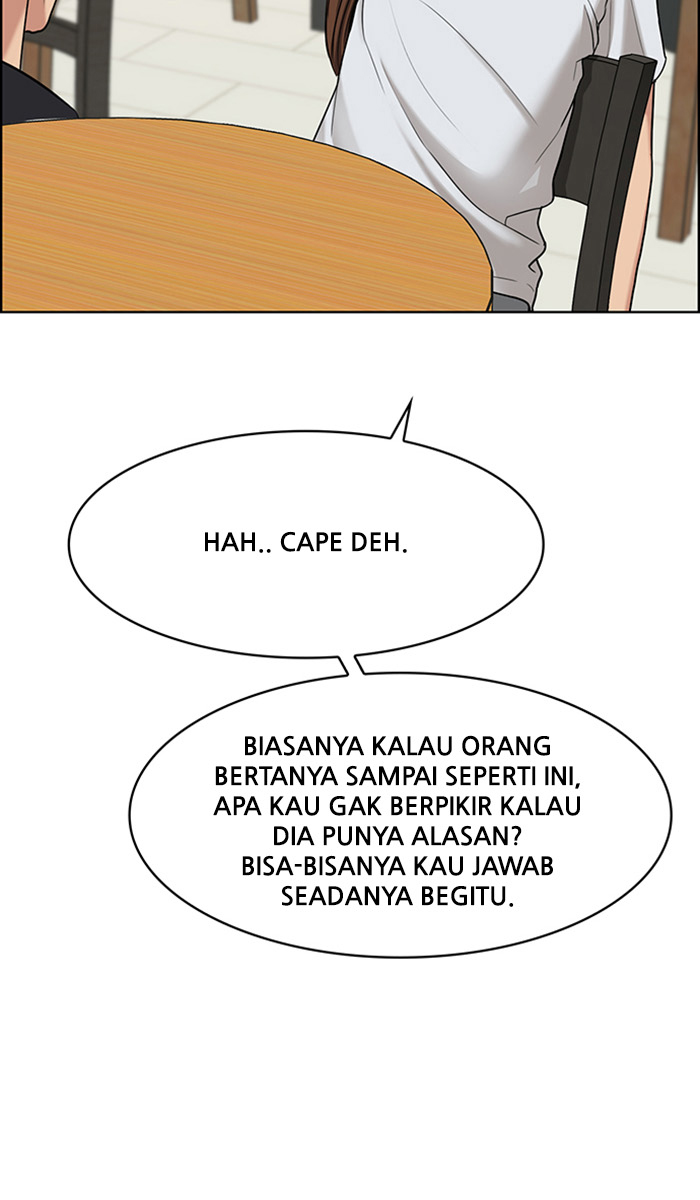 HAH.. CAPE DEH.
BIASANYA KALAU ORANG
BERTANYA SAMPAI SEPERTI INI,
APA KAU GAK BERPIKIR KALAU
DIA PUNYA ALASAN?
BISA-BISANYA KAU JAWAB
SEADANYA BEGITU.